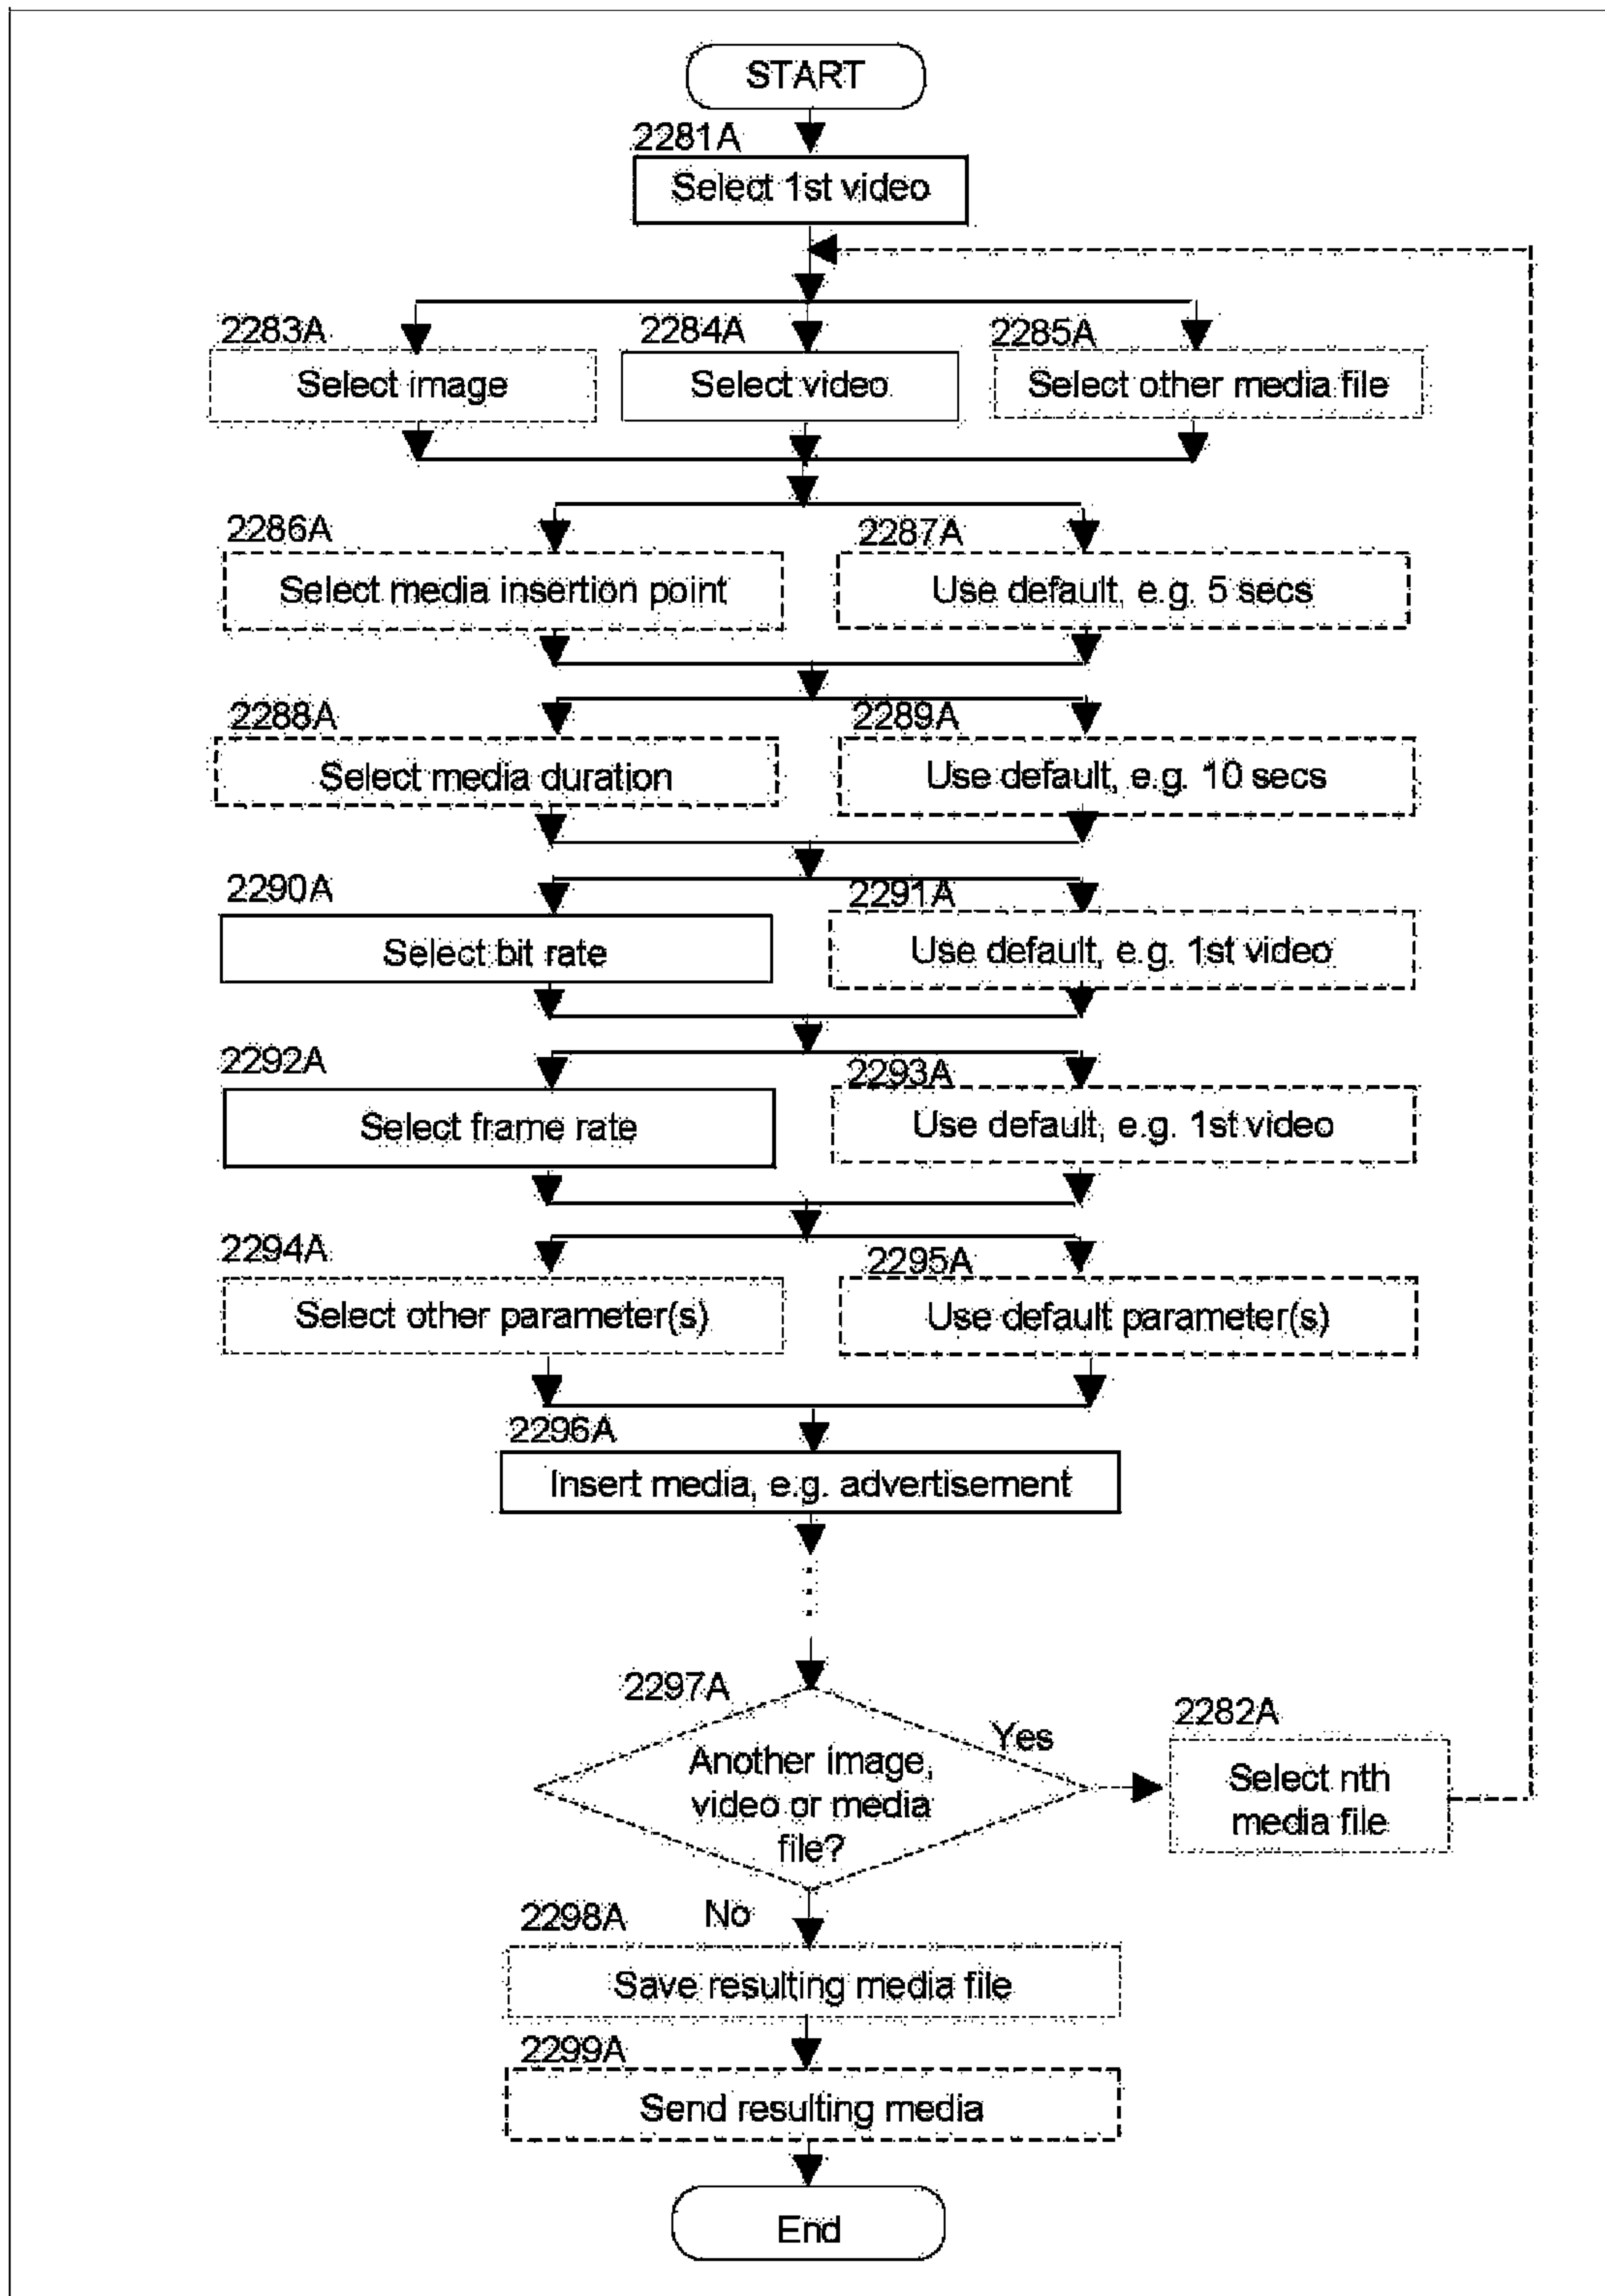 START
2281A
Select 1st video
2283A
2284A
2285A
Select image
Select video
Select other media file
2286A
2287A
Select media insertion point
Use default, e.g. 5 secs
2288A
2289A
Select media duration
Use default, e.g. 10 secs
2290A
2291A
Select bit rate
Use default, e.g. 1st video
2292A
2293A
Select frame rate
Use default, e.g. 1st video
2294A
2295A
Select other parameter(s)
Use default parameter(s)
2296A
Insert media, e.g. advertisement
2297A
Another image,
video or media
file?
Yes
2282A
Select nth
media file
No
2298A
Save resulting media file
2299A
Send resulting media
End